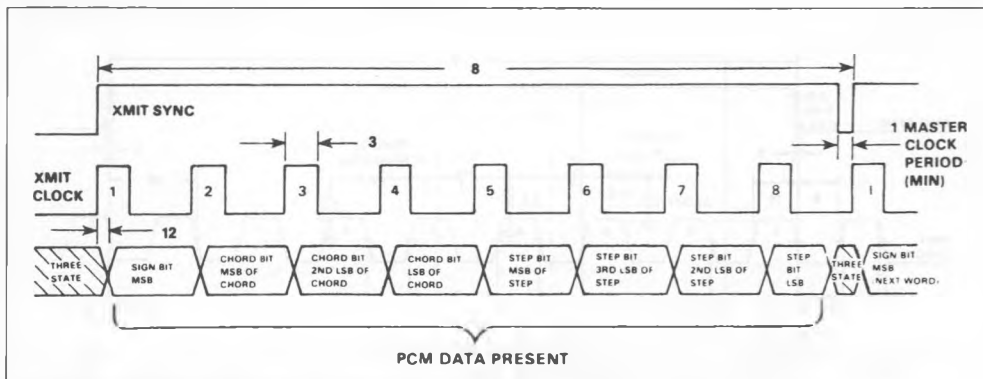 8
XMIT SYNC
1 MASTER
CLOCK
PERIOD
(MIN)
3
XMIT
CLOCK
1 2 3 4 5 6 7 8 1
12
THREE
STATE
SIGN BIT
MSB
CHORD BIT
MSB OF
CHORD
CHORD BIT
2ND LSB OF
CHORD
CHORD BIT
LSB OF
CHORD
STEP BIT
MSB OF
STEP
STEP BIT
3RD LSB OF
STEP
STEP BIT
2ND LSB OF
STEP
STEP
BIT
LSB
THREE
STATE
SIGN BIT
MSB
(NEXT WORD)
PCM DATA PRESENT